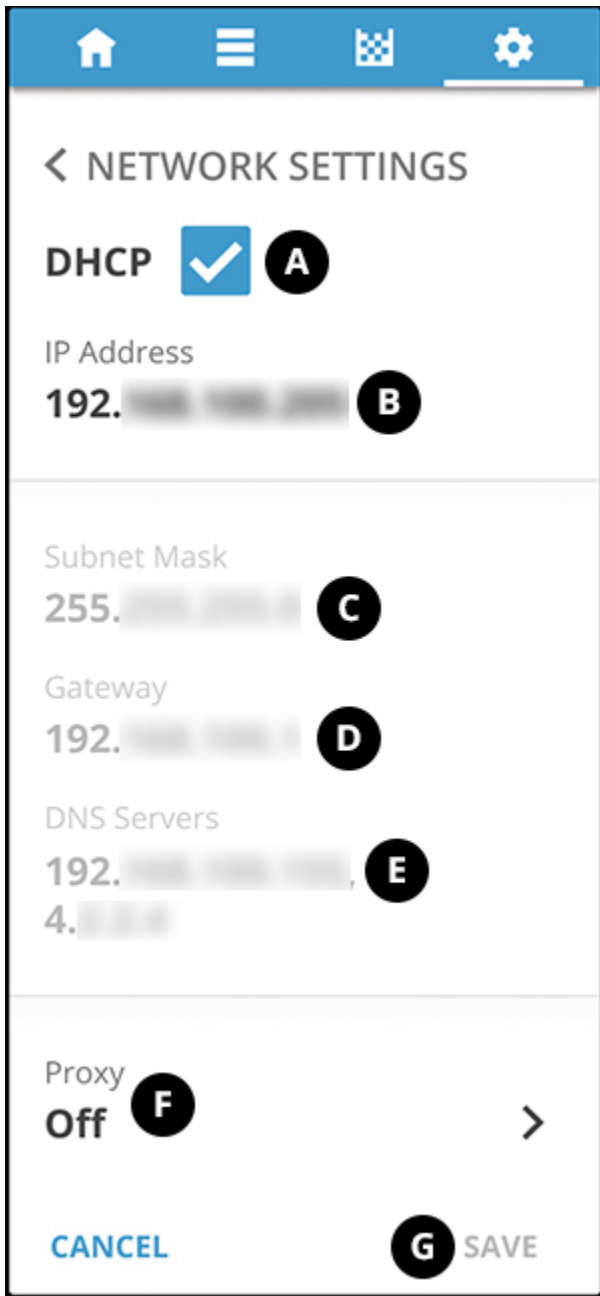 NETWORK SETTINGS
DHCP A
IP Address
192. B
Subnet Mask
255. C
Gateway
192. D
DNS Servers
192. , E
4.
Proxy
Off F
CANCEL G SAVE